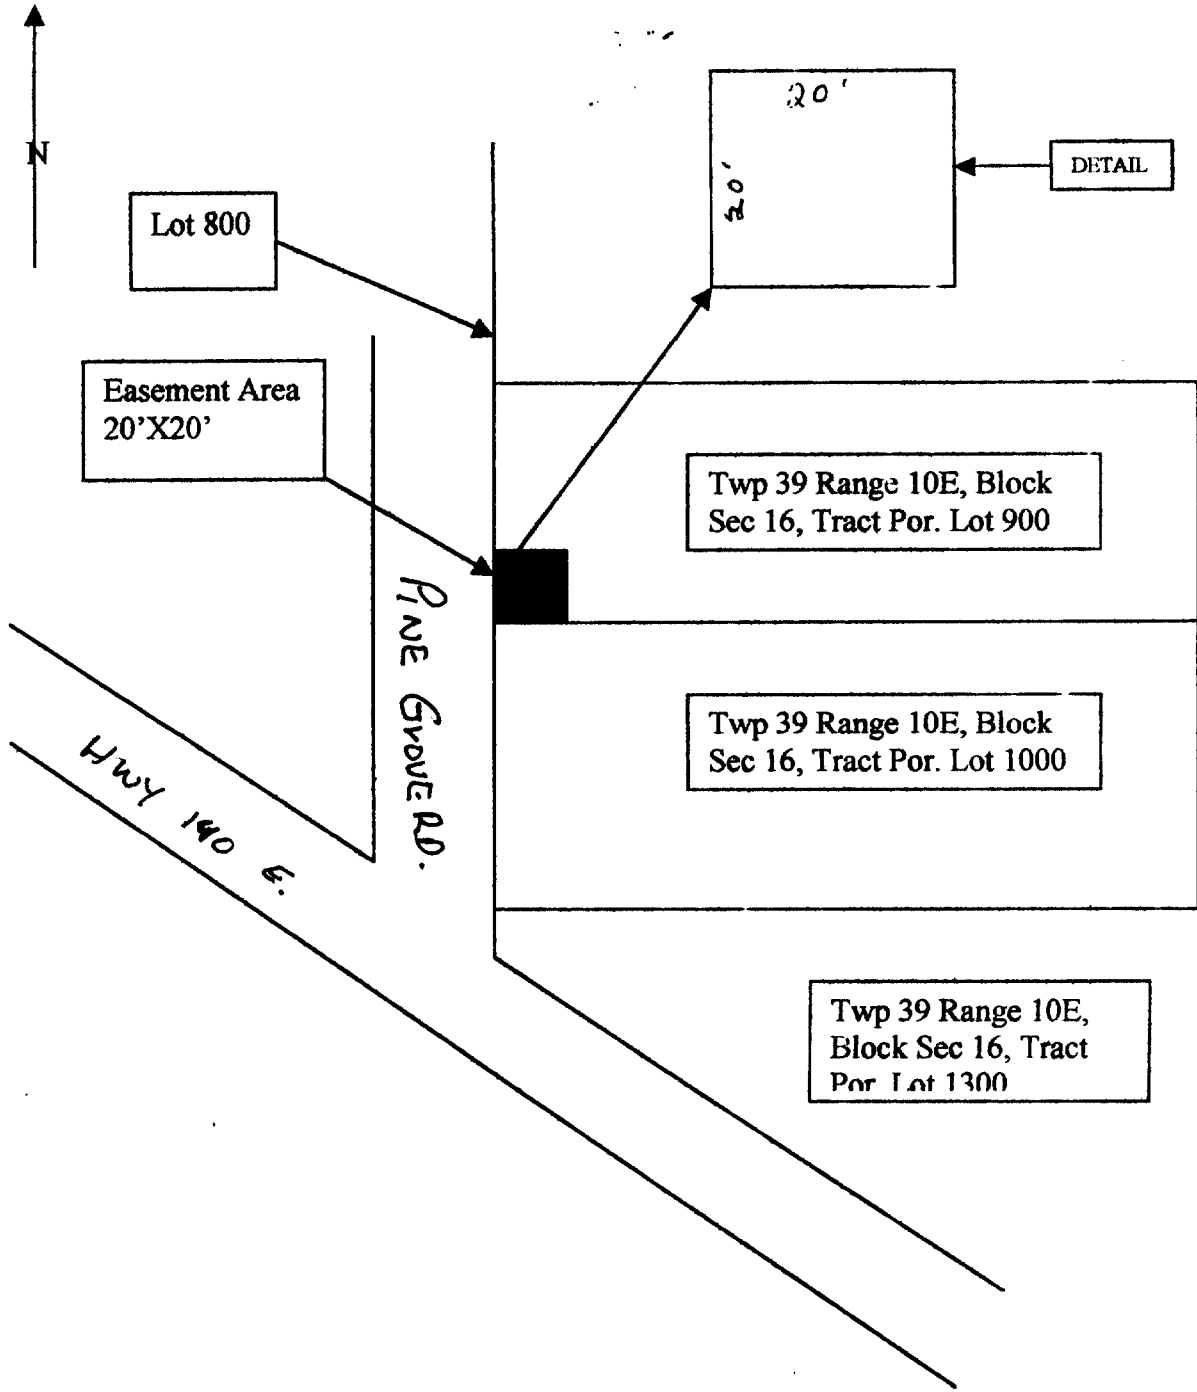 20'
20'
N
DETAIL
Lot 800
Easement Area
20’X20’
Twp 39 Range 10E, Block
Sec 16, Tract Por. Lot 900
PINE GROVE RD.
Twp 39 Range 10E, Block
Sec 16, Tract Por. Lot 1000
HWY 140 E.
Twp 39 Range 10E,
Block Sec 16, Tract
Por. Lot 1300